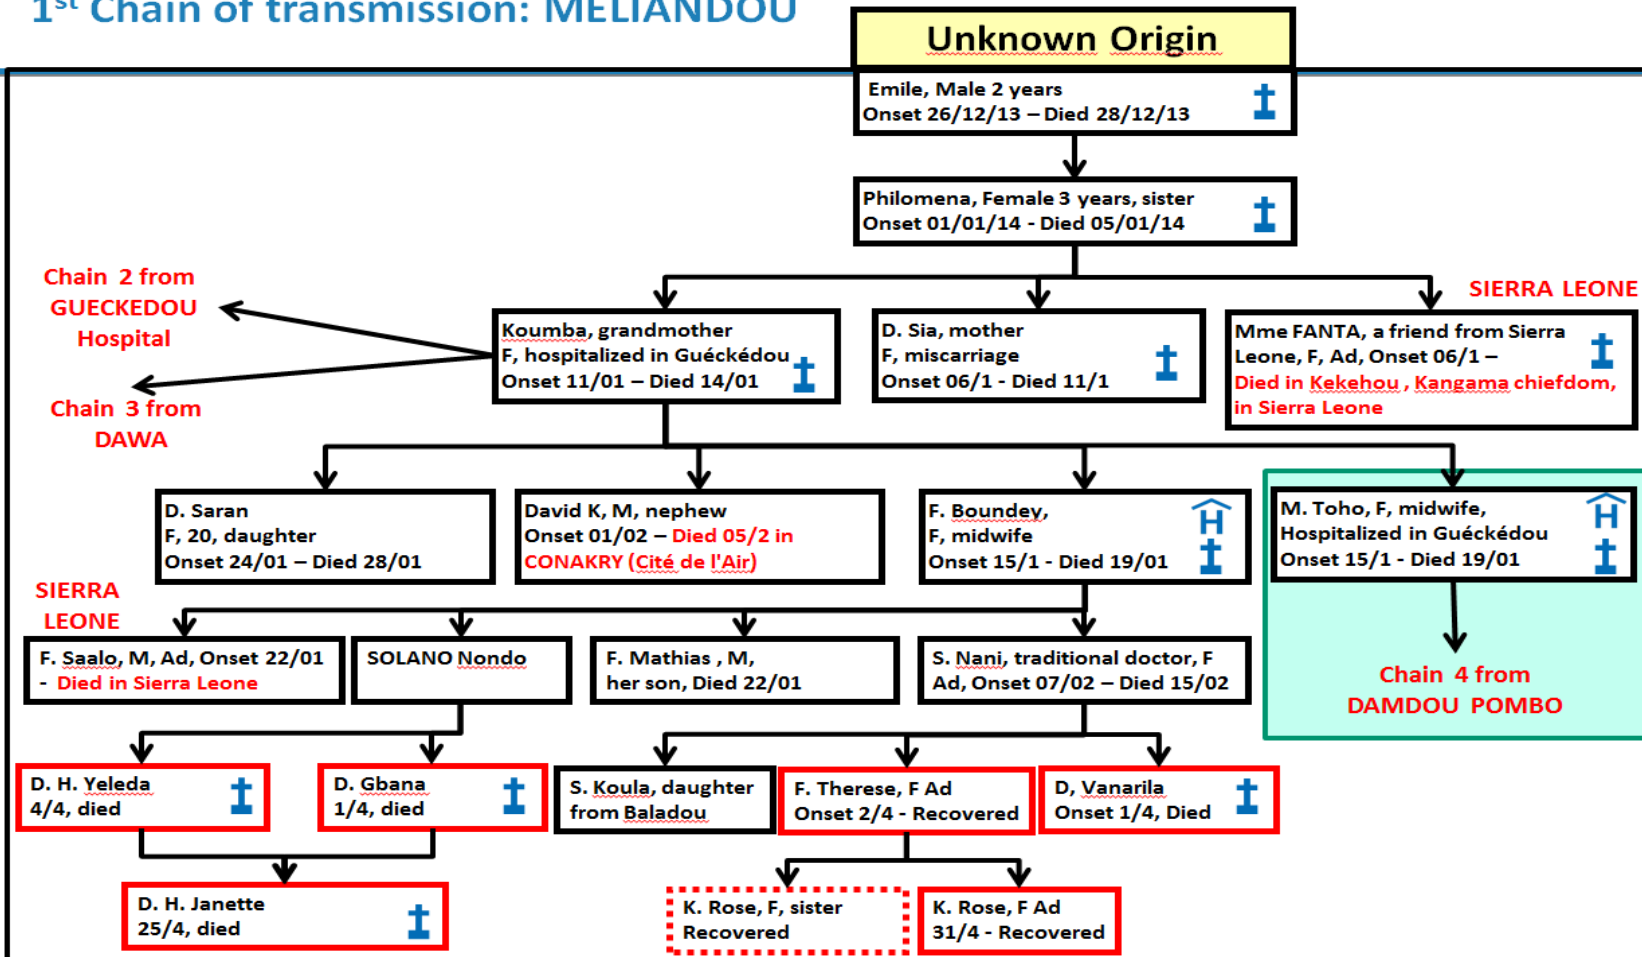 1st Chain of transmission: MELIANDOU
Unknown Origin
Emile, Male 2 years
Onset 26/12/13 – Died 28/12/13
Philomena, Female 3 years, sister
Onset 01/01/14 - Died 05/01/14
Chain 2 from
GUECKEDOU
Hospital
Chain 3 from
DAWA
Koumba, grandmother
F, hospitalized in Guéckédou
Onset 11/01 – Died 14/01
D. Sia, mother
F, miscarriage
Onset 06/1 - Died 11/1
SIERRA LEONE
Mme FANTA, a friend from Sierra
Leone, F, Ad, Onset 06/1 –
Died in Kekehou , Kangama chiefdom,
in Sierra Leone
D. Saran
F, 20, daughter
Onset 24/01 – Died 28/01
David K, M, nephew
Onset 01/02 – Died 05/2 in
CONAKRY (Cité de l'Air)
F. Boundey,
F, midwife
Onset 15/1 - Died 19/01
H
M. Toho, F, midwife,
Hospitalized in Guéckédou
Onset 15/1 - Died 19/01
H
SIERRA
LEONE
F. Saalo, M, Ad, Onset 22/01
- Died in Sierra Leone
SOLANO Nondo
F. Mathias , M,
her son, Died 22/01
S. Nani, traditional doctor, F
Ad, Onset 07/02 – Died 15/02
Chain 4 from
DAMDOU POMBO
D. H. Yeleda
4/4, died
D. Gbana
1/4, died
S. Koula, daughter
from Baladou
F. Therese, F Ad
Onset 2/4 - Recovered
D, Vanarila
Onset 1/4, Died
D. H. Janette
25/4, died
K. Rose, F, sister
Recovered
K. Rose, F Ad
31/4 - Recovered